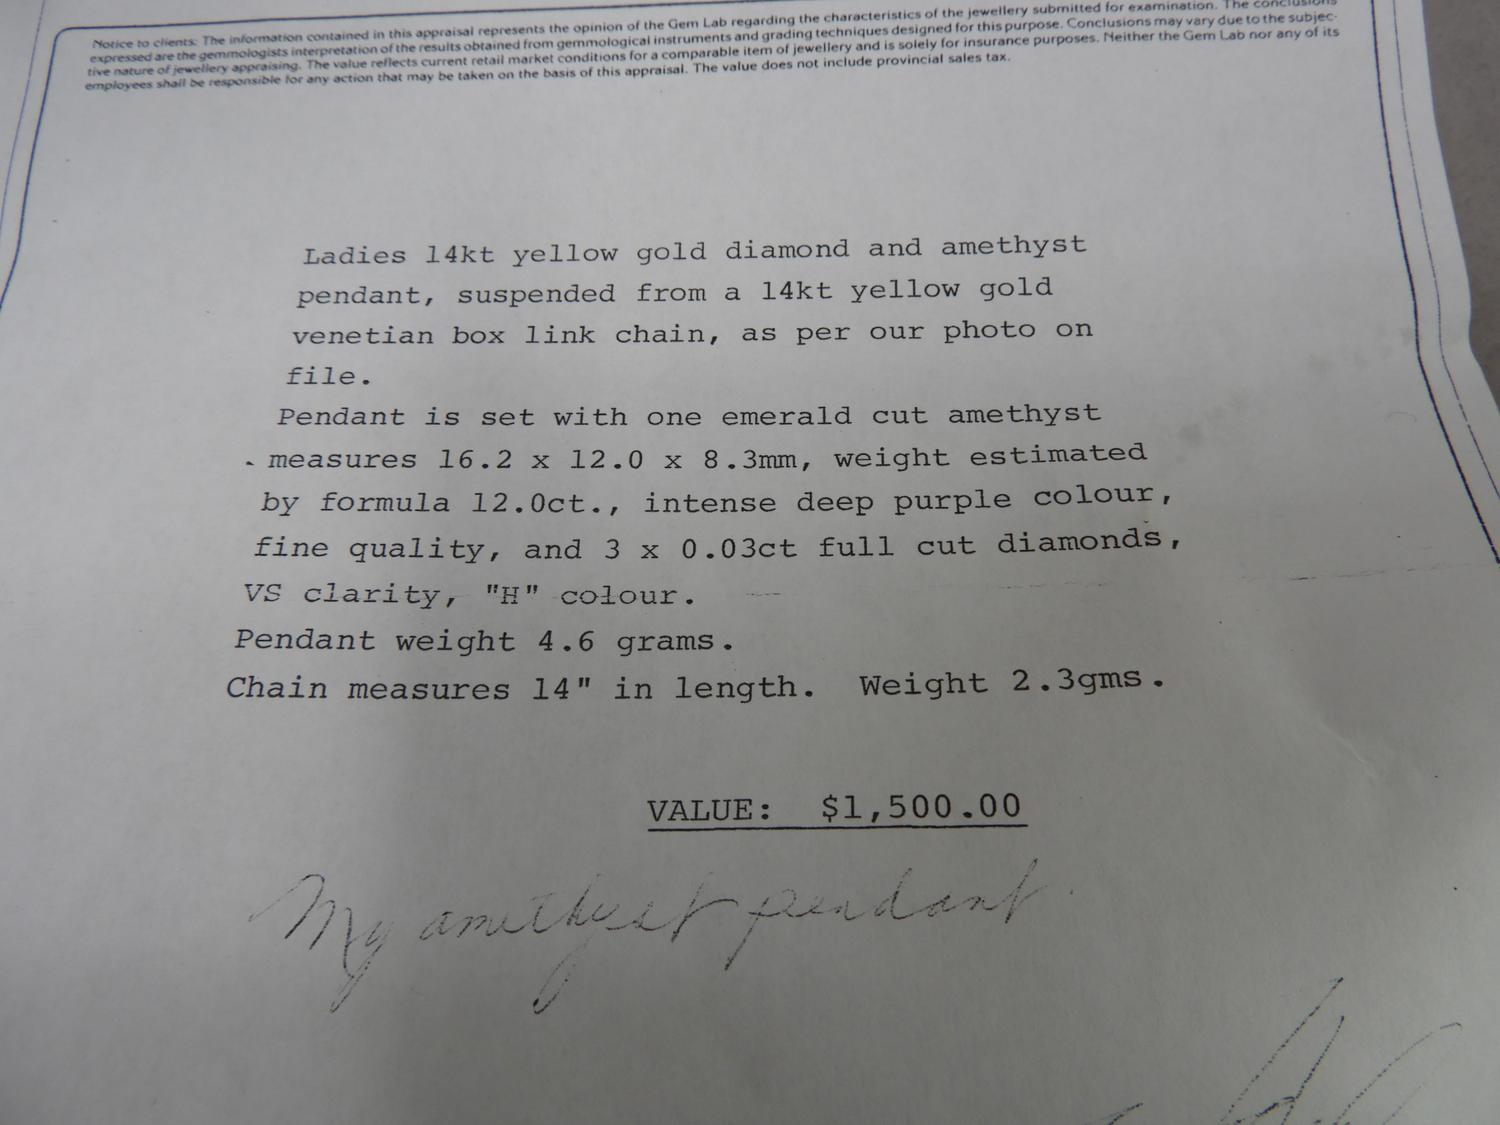 Notice to clients: The information contained in this appraisal represents the opinion of the Gem Lab regarding the characteristics of the jewellery submitted for examination. The conclusions
expressed are the gemmologists interpretation of the results obtained from gemmological instruments and grading techniques designed for this purpose. Conclusions may vary due to the subjec-
tive nature of jewellery appraising. The value reflects current retail market conditions for a comparable item of jewellery and is solely for insurance purposes. Neither the Gem Lab nor any of its
employees shall be responsible for any action that may be taken on the basis of this appraisal. The value does not include provincial sales tax.
Ladies 14kt yellow gold diamond and amethyst
pendant, suspended from a 14kt yellow gold
venetian box link chain, as per our photo on
file.
Pendant is set with one emerald cut amethyst
measures 16.2 x 12.0 x 8.3mm, weight estimated
by formula 12.0ct., intense deep purple colour,
fine quality, and 3 x 0.03ct full cut diamonds,
VS clarity, "H" colour.
Pendant weight 4.6 grams.
Chain measures 14" in length. Weight 2.3gms.
VALUE: $1,500.00
My amethyst pendant